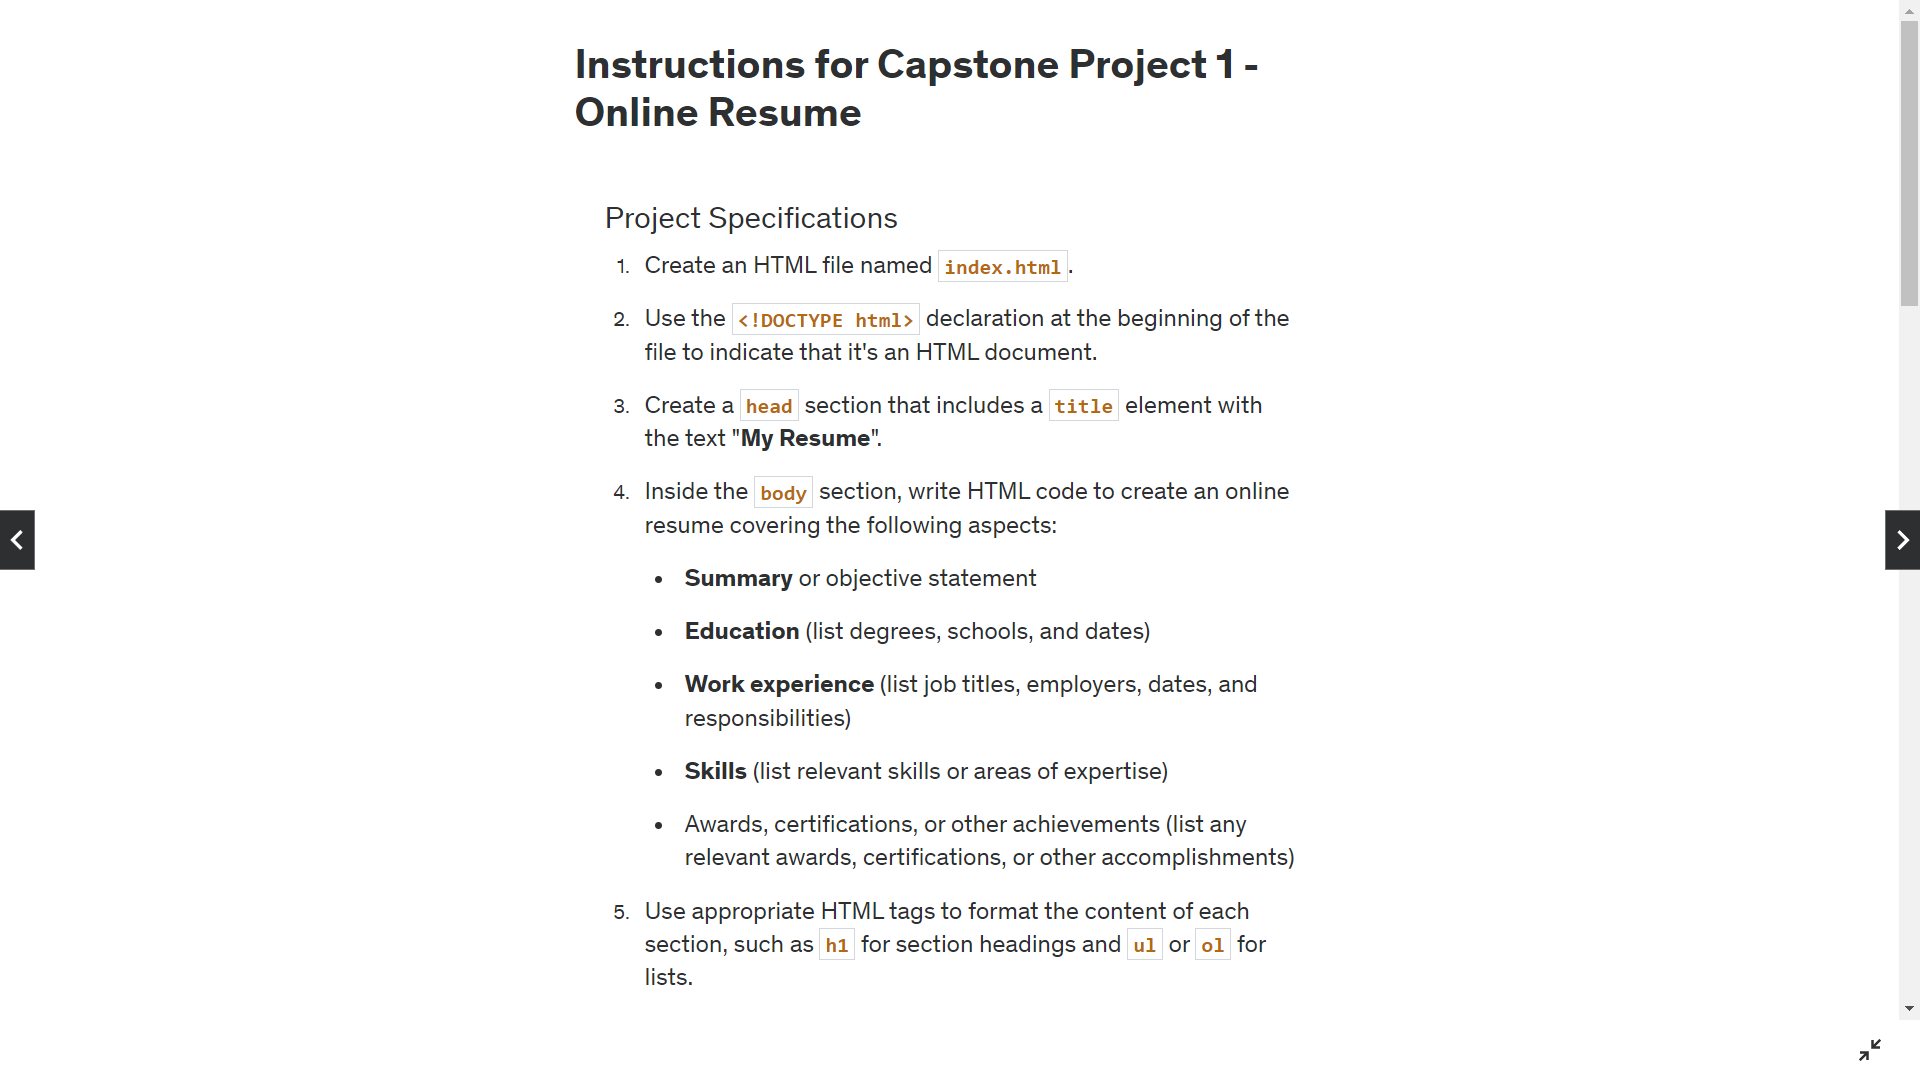 Instructions for Capstone Project 1 -
Online Resume
Project Specifications
1. Create an HTML file named index.html.
2. Use the <!DOCTYPE html> declaration at the beginning of the
file to indicate that it's an HTML document.
3. Create a head section that includes a title element with
the text "My Resume".
4. Inside the body section, write HTML code to create an online
resume covering the following aspects:
• Summary or objective statement
• Education (list degrees, schools, and dates)
• Work experience (list job titles, employers, dates, and
responsibilities)
• Skills (list relevant skills or areas of expertise)
• Awards, certifications, or other achievements (list any
relevant awards, certifications, or other accomplishments)
5. Use appropriate HTML tags to format the content of each
section, such as h1 for section headings and ul or ol for
lists.